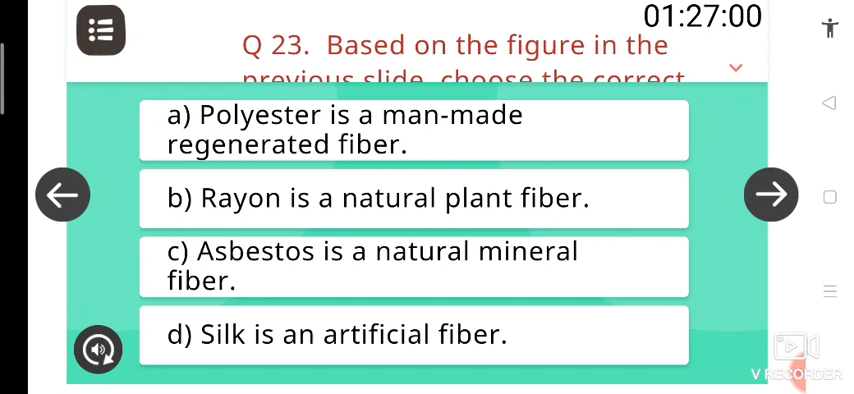 01:27:00
Q 23. Based on the figure in the
previous slide, choose the correct
a) Polyester is a man-made
regenerated fiber.
b) Rayon is a natural plant fiber.
c) Asbestos is a natural mineral
fiber.
d) Silk is an artificial fiber.
V RECORDER